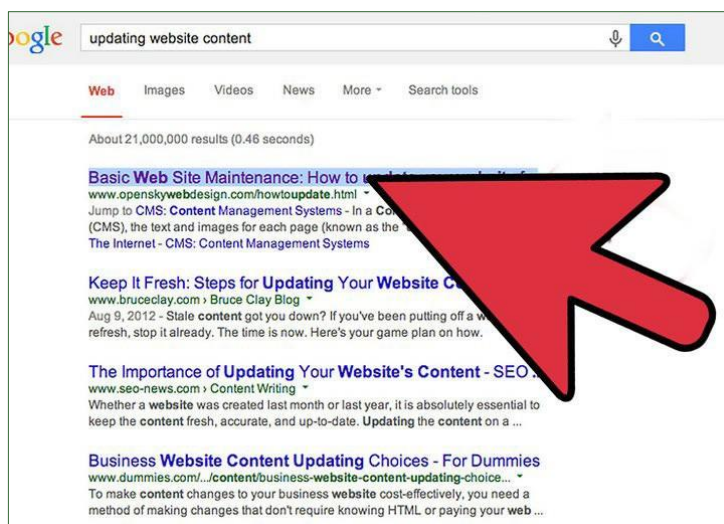 oogle updating website content
Web Images Videos News More Search tools
About 21,000,000 results (0.46 seconds)
Basic Web Site Maintenance: How to
www.openskywebdesign.com/howtoupdate.html
Jump to CMS: Content Management Systems - In a
(CMS), the text and images for each page (known as the
The Internet - CMS: Content Management Systems
Keep It Fresh: Steps for Updating Your Website
www.bruceclay.com › Bruce Clay Blog
Aug 9, 2012 - Stale content got you down? If you've been putting off a
refresh, stop it already. The time is now. Here's your game plan on how.
The Importance of Updating Your Website's Content - SEO ...
www.seo-news.com › Content Writing
Whether a website was created last month or last year, it is absolutely essential to
keep the content fresh, accurate, and up-to-date. Updating the content on a ...
Business Website Content Updating Choices - For Dummies
www.dummies.com/.../content/business-website-content-updating-choice...
To make content changes to your business website cost-effectively, you need a
method of making changes that don't require knowing HTML or paying your web ...